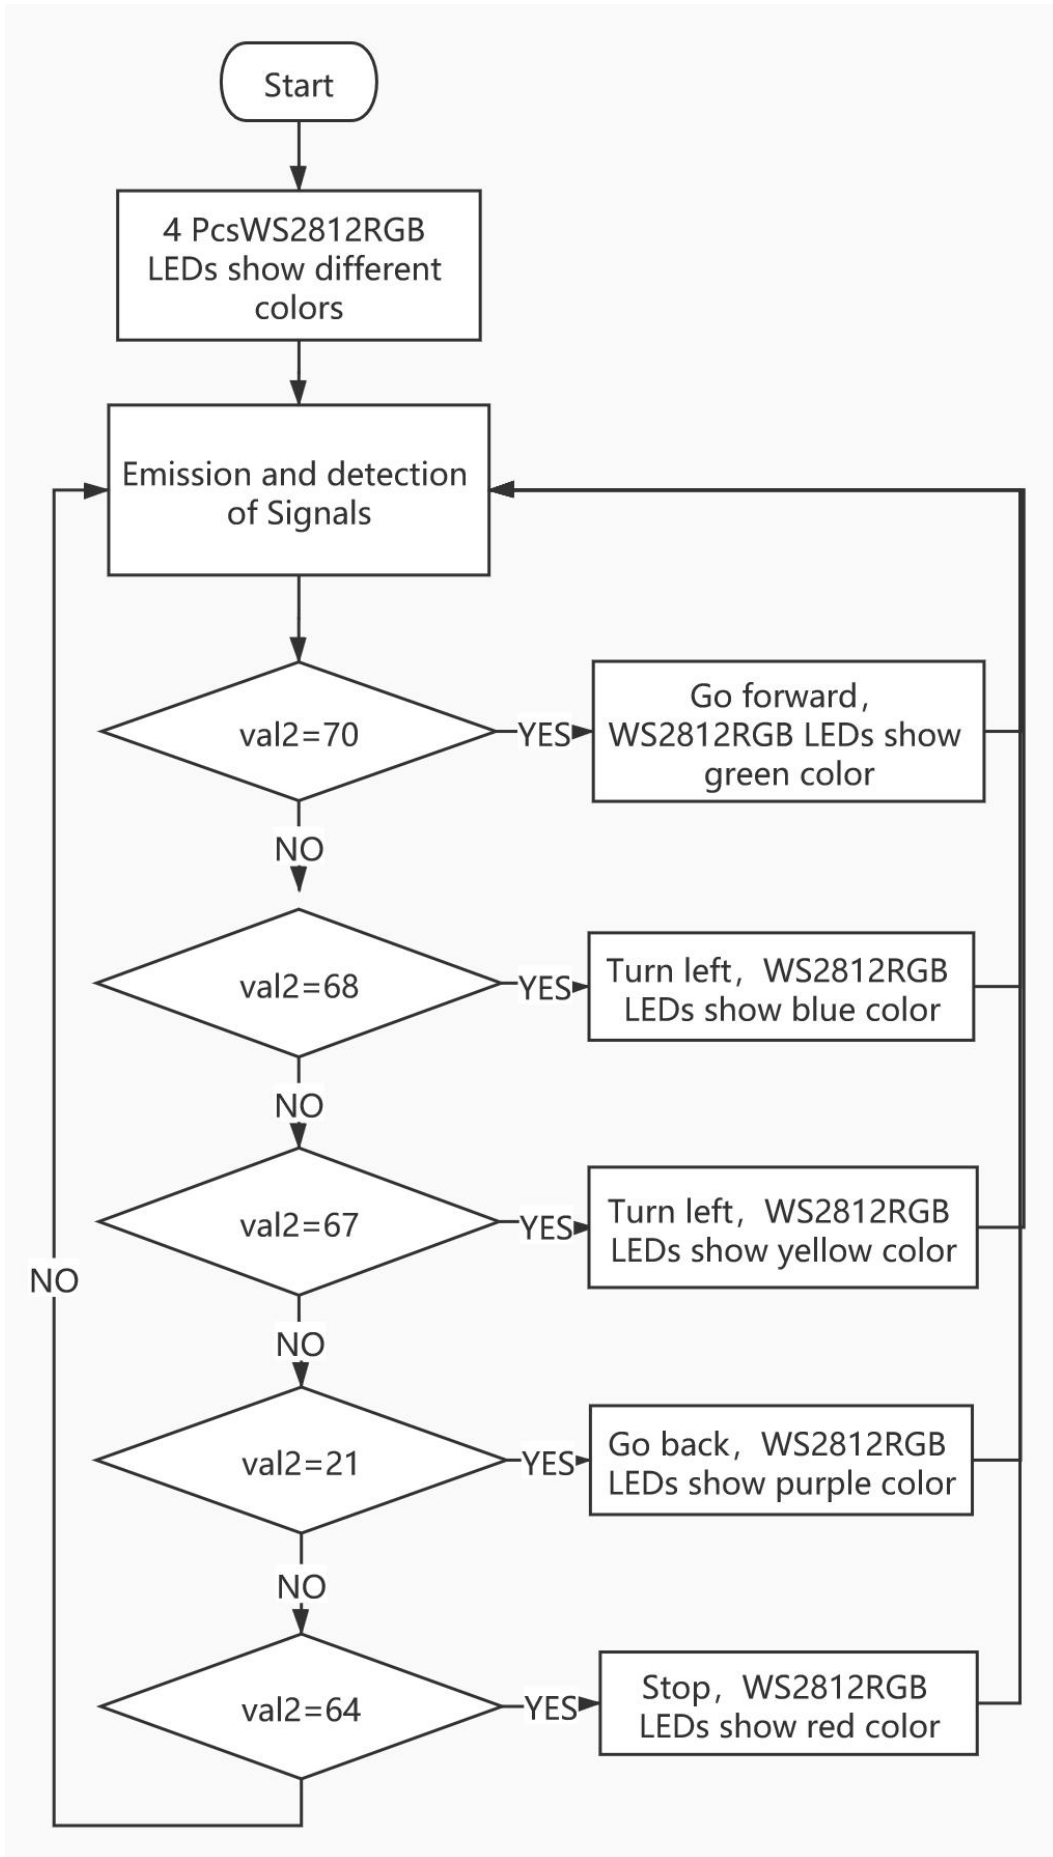 Start
4 PcsWS2812RGB
LEDs show different
colors
Emission and detection
of Signals
val2=70
YES
Go forward，
WS2812RGB LEDs show
green color
NO
val2=68
YES
Turn left， WS2812RGB
LEDs show blue color
NO
val2=67
YES
Turn left， WS2812RGB
LEDs show yellow color
NO
NO
val2=21
YES
Go back， WS2812RGB
LEDs show purple color
NO
val2=64
YES
Stop， WS2812RGB
LEDs show red color